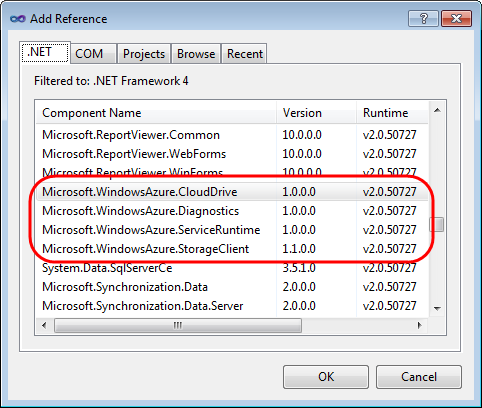 Add Reference
.NET COM Projects Browse Recent
Filtered to: .NET Framework 4
Component Name Version Runtime
Microsoft.ReportViewer.Common 10.0.0.0 v2.0.50727
Microsoft.ReportViewer.WebForms 10.0.0.0 v2.0.50727
Microsoft.ReportViewer.WinForms 10.0.0.0 v2.0.50727
Microsoft.WindowsAzure.CloudDrive 1.0.0.0 v2.0.50727
Microsoft.WindowsAzure.Diagnostics 1.0.0.0 v2.0.50727
Microsoft.WindowsAzure.ServiceRuntime 1.0.0.0 v2.0.50727
Microsoft.WindowsAzure.StorageClient 1.1.0.0 v2.0.50727
System.Data.SqlServerCe 3.5.1.0 v2.0.50727
Microsoft.Synchronization.Data 2.0.0.0 v2.0.50727
Microsoft.Synchronization.Data.Server 2.0.0.0 v2.0.50727
OK Cancel